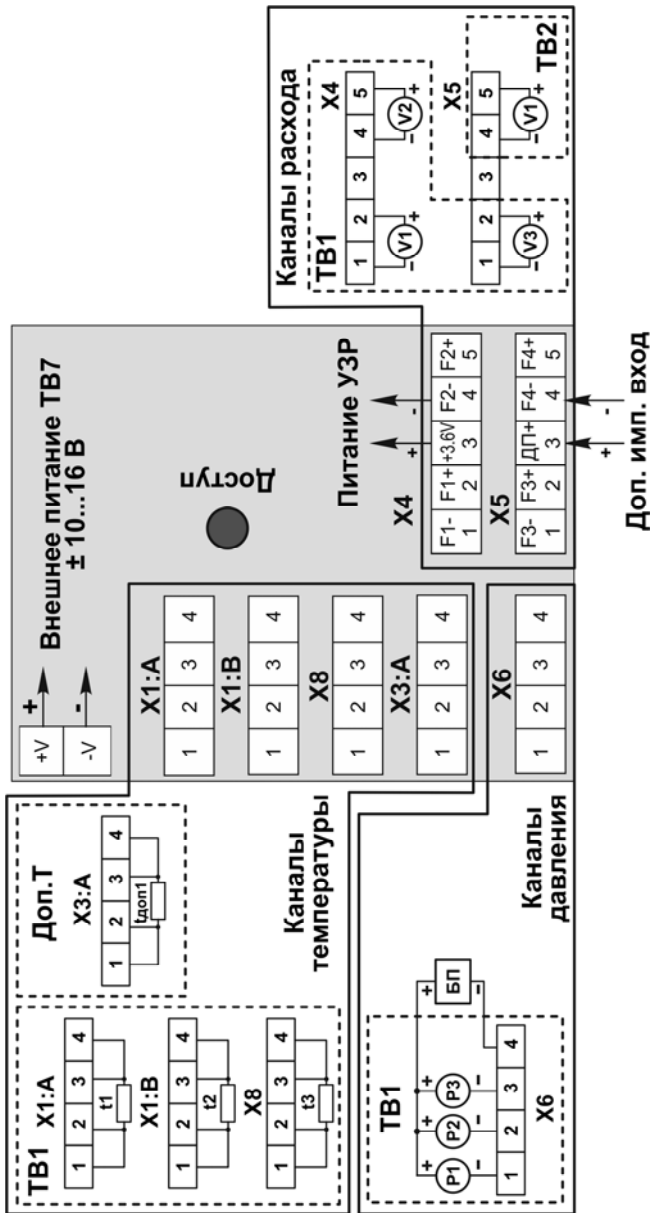 ТВ1
X1:A
1 2 3 4
t1
X1:B
1 2 3 4
t2
X8
1 2 3 4
t3
Доп.Т
X3:A
1 2 3 4
tдоп1
Каналы
температуры
+V
-V
+
-
Внешнее питание ТВ7
± 10...16 В
X1:A
1 2 3 4
X1:B
1 2 3 4
X8
1 2 3 4
X3:A
1 2 3 4
X6
1 2 3 4
Доступ
ТВ1
+ + + +
P1 P2 P3 БП
- - - -
1 2 3 4
X6
Каналы
давления
Питание УЗР
+ -
X4
F1- F1+ +3.6V F2- F2+
1 2 3 4 5
X5
F3- F3+ ДП+ F4- F4+
1 2 3 4 5
+ -
Доп. имп. вход
Каналы расхода
ТВ1
X4
1 2 3 4 5
- V1 + - V2 +
X5
1 2 3 4 5
- V3 + - V1 +
ТВ2